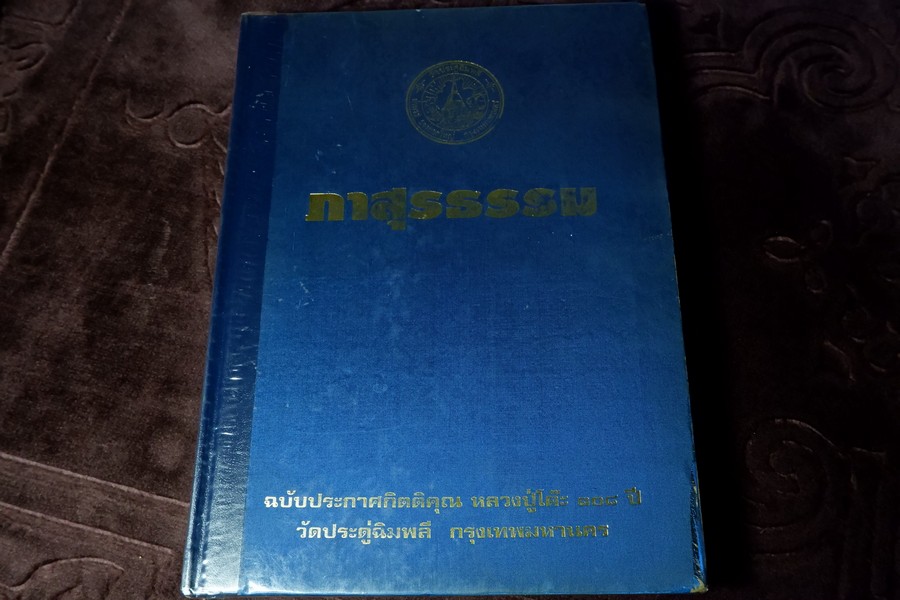 ภาสุรธรรม
ฉบับประกาศกิตติคุณ หลวงปู่โต๊ะ ๑๐๘ ปี
วัดประดู่ฉิมพลี กรุงเทพมหานคร